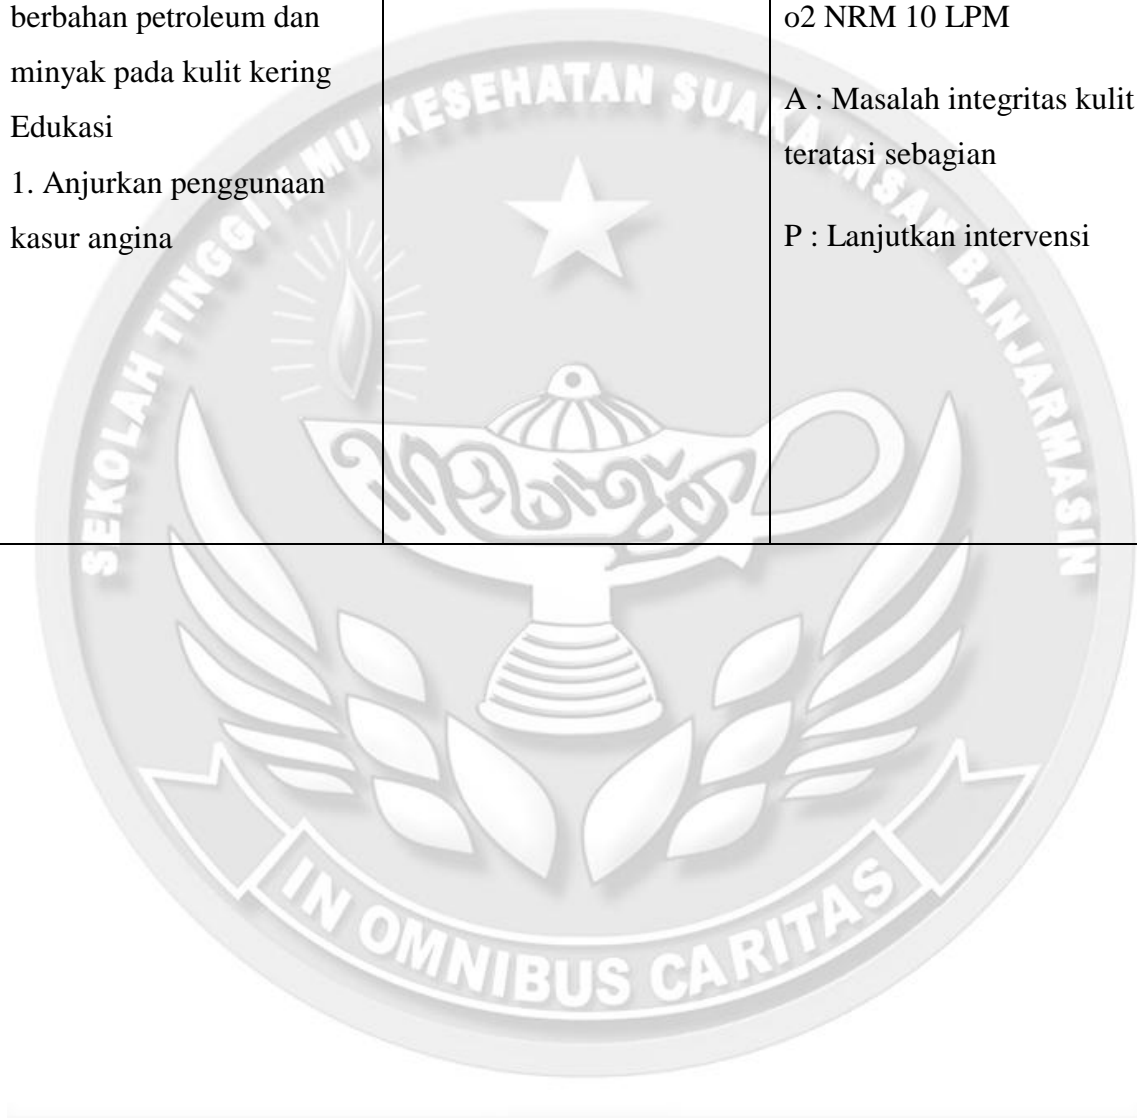 berbahan petroleum dan
minyak pada kulit kering
Edukasi
1. Anjurkan penggunaan
kasur angina
o2 NRM 10 LPM
A : Masalah integritas kulit
teratasi sebagian
P : Lanjutkan intervensi
SEKOLAH TINGGI ILMU KESEHATAN SUAKA INSAN BANJARMASIN
IN OMNIBUS CARITAS